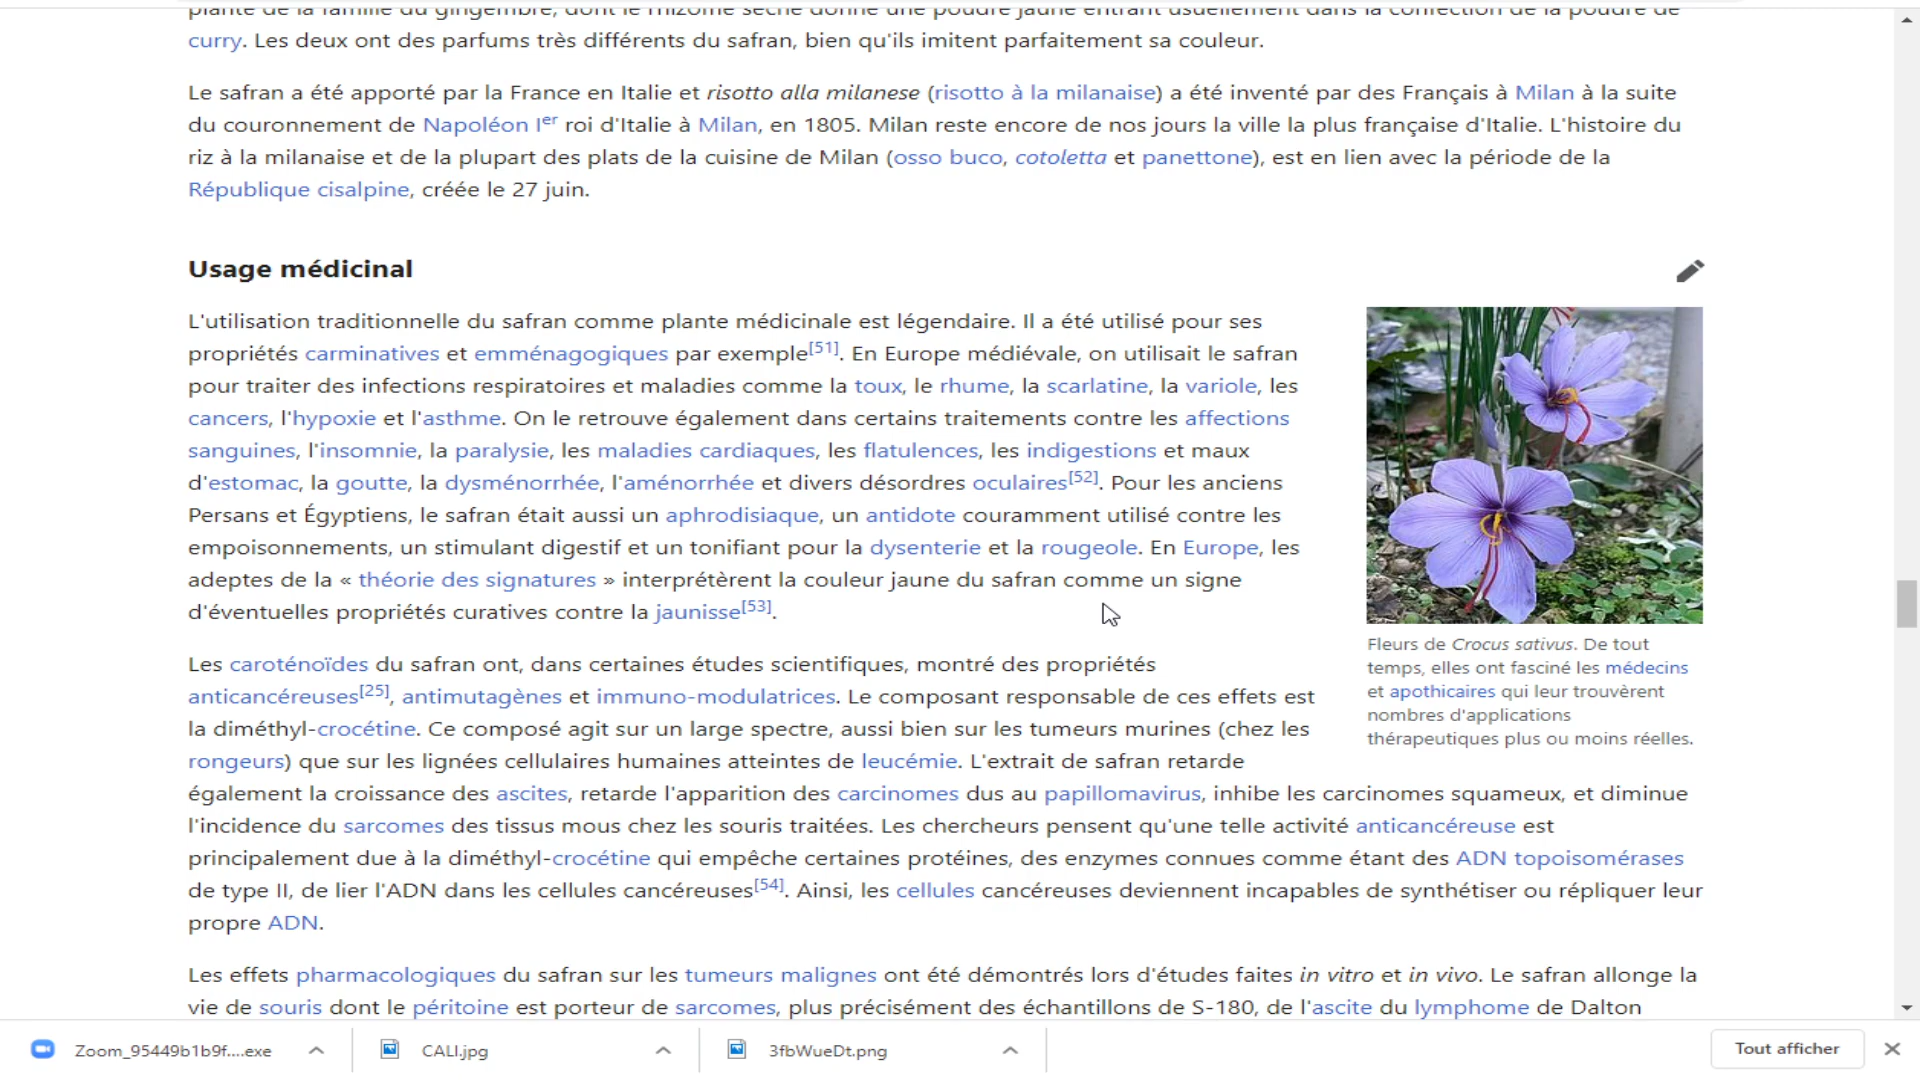 plante de la famille du gingembre, dont le rhizome séché donne une poudre jaune entrant usuellement dans la confection de la poudre de
curry. Les deux ont des parfums très différents du safran, bien qu'ils imitent parfaitement sa couleur.
Le safran a été apporté par la France en Italie et risotto alla milanese (risotto à la milanaise) a été inventé par des Français à Milan à la suite
du couronnement de Napoléon Ier roi d'Italie à Milan, en 1805. Milan reste encore de nos jours la ville la plus française d'Italie. L'histoire du
riz à la milanaise et de la plupart des plats de la cuisine de Milan (osso buco, cotoletta et panettone), est en lien avec la période de la
République cisalpine, créée le 27 juin.
Usage médicinal
L'utilisation traditionnelle du safran comme plante médicinale est légendaire. Il a été utilisé pour ses
propriétés carminatives et emménagogiques par exemple[51]. En Europe médiévale, on utilisait le safran
pour traiter des infections respiratoires et maladies comme la toux, le rhume, la scarlatine, la variole, les
cancers, l'hypoxie et l'asthme. On le retrouve également dans certains traitements contre les affections
sanguines, l'insomnie, la paralysie, les maladies cardiaques, les flatulences, les indigestions et maux
d'estomac, la goutte, la dysménorrhée, l'aménorrhée et divers désordres oculaires[52]. Pour les anciens
Persans et Égyptiens, le safran était aussi un aphrodisiaque, un antidote couramment utilisé contre les
empoisonnements, un stimulant digestif et un tonifiant pour la dysenterie et la rougeole. En Europe, les
adeptes de la « théorie des signatures » interprétèrent la couleur jaune du safran comme un signe
d'éventuelles propriétés curatives contre la jaunisse[53].
Fleurs de Crocus sativus. De tout
temps, elles ont fasciné les médecins
et apothicaires qui leur trouvèrent
nombres d'applications
thérapeutiques plus ou moins réelles.
Les caroténoïdes du safran ont, dans certaines études scientifiques, montré des propriétés
anticancéreuses[25], antimutagènes et immuno-modulatrices. Le composant responsable de ces effets est
la diméthyl-crocétine. Ce composé agit sur un large spectre, aussi bien sur les tumeurs murines (chez les
rongeurs) que sur les lignées cellulaires humaines atteintes de leucémie. L'extrait de safran retarde
également la croissance des ascites, retarde l'apparition des carcinomes dus au papillomavirus, inhibe les carcinomes squameux, et diminue
l'incidence du sarcomes des tissus mous chez les souris traitées. Les chercheurs pensent qu'une telle activité anticancéreuse est
principalement due à la diméthyl-crocétine qui empêche certaines protéines, des enzymes connues comme étant des ADN topoisomérases
de type II, de lier l'ADN dans les cellules cancéreuses[54]. Ainsi, les cellules cancéreuses deviennent incapables de synthétiser ou répliquer leur
propre ADN.
Les effets pharmacologiques du safran sur les tumeurs malignes ont été démontrés lors d'études faites in vitro et in vivo. Le safran allonge la
vie de souris dont le péritoine est porteur de sarcomes, plus précisément des échantillons de S-180, de l'ascite du lymphome de Dalton
Zoom_95449b1b9f....exe
CALI.jpg
3fbWueDt.png
Tout afficher